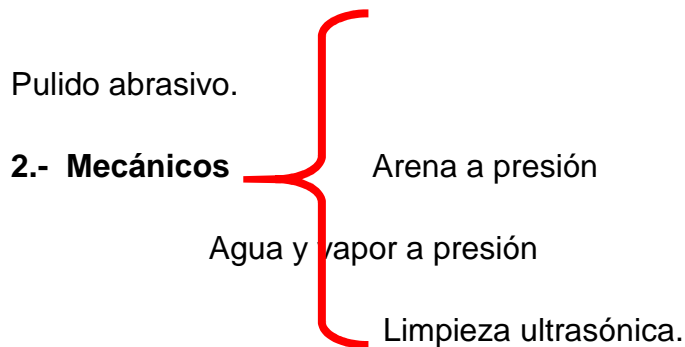 Pulido abrasivo.
2.- Mecánicos Arena a presión
Agua y vapor a presión
Limpieza ultrasónica.